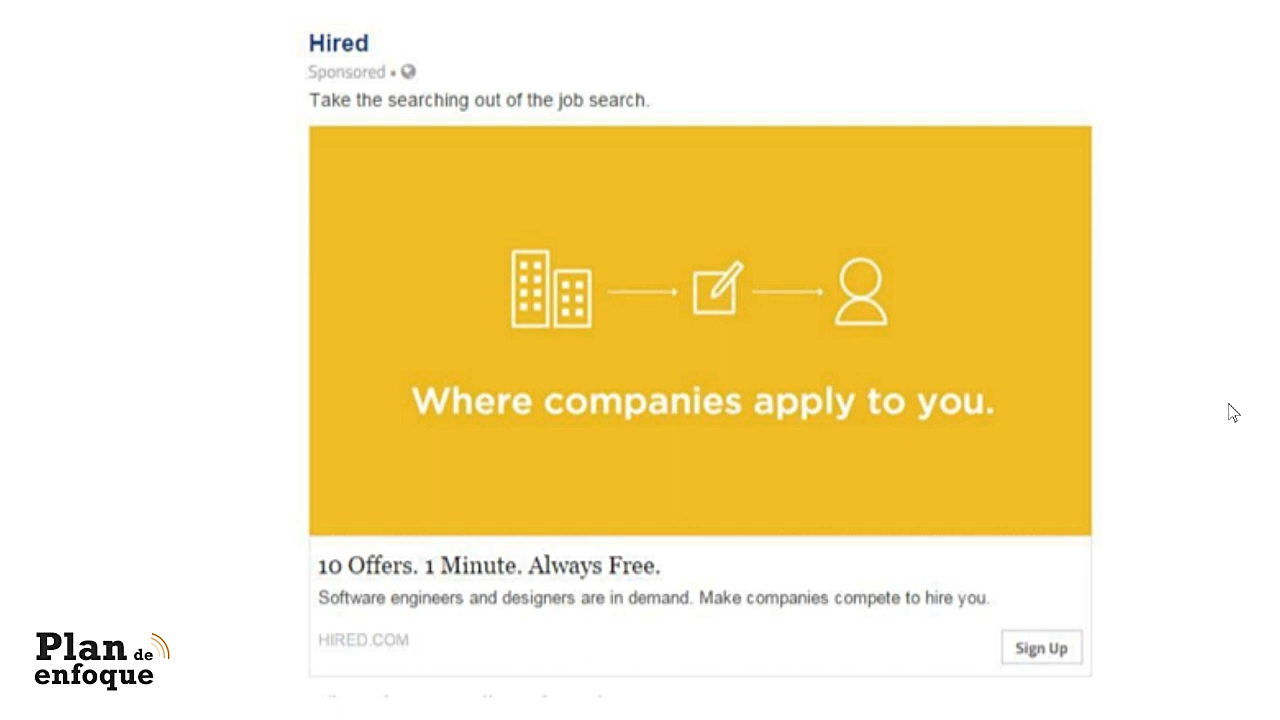 Hired
Sponsored •
Take the searching out of the job search.
Where companies apply to you.
10 Offers. 1 Minute. Always Free.
Software engineers and designers are in demand. Make companies compete to hire you.
HIRED.COM
Sign Up
Plan de
enfoque